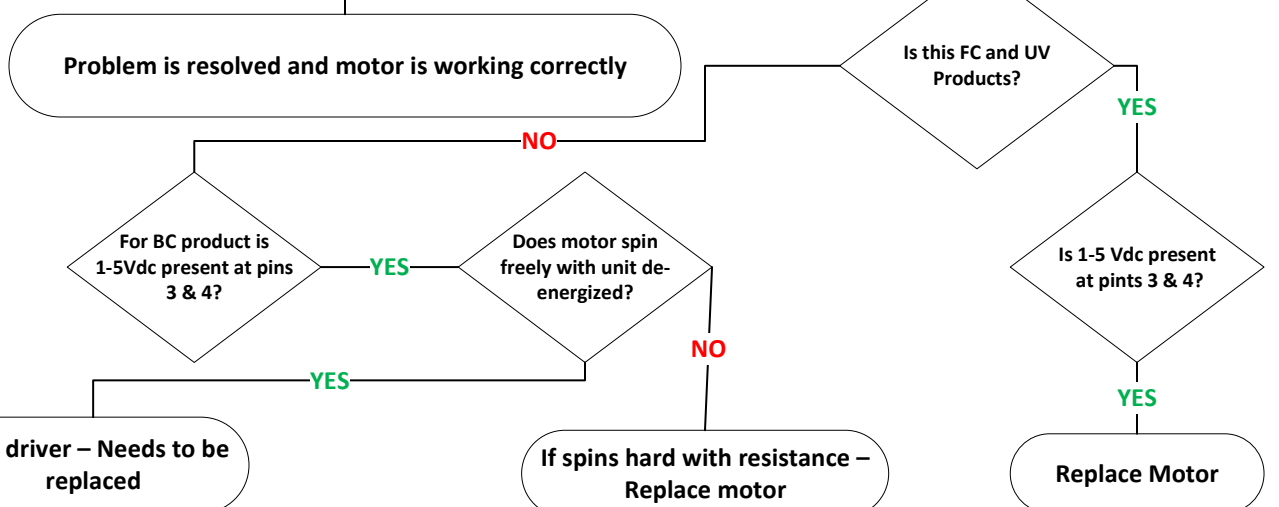 Problem is resolved and motor is working correctly
Is this FC and UV
Products?
YES
NO
For BC product is
1-5Vdc present at pins
3 & 4?
YES
Does motor spin
freely with unit de-
energized?
Is 1-5 Vdc present
at pints 3 & 4?
NO
YES
YES
driver – Needs to be
replaced
If spins hard with resistance –
Replace motor
Replace Motor